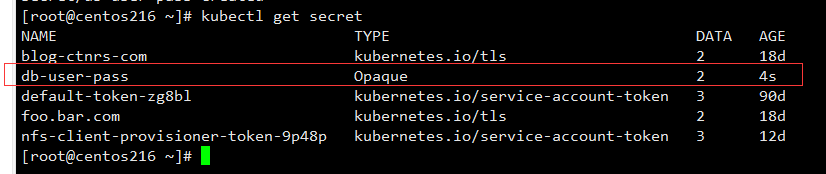 [root@centos216 ~]# kubectl get secret
NAME TYPE DATA AGE
blog-ctnrs-com kubernetes.io/tls 2 18d
db-user-pass Opaque 2 4s
default-token-zg8bl kubernetes.io/service-account-token 3 90d
foo.bar.com kubernetes.io/tls 2 18d
nfs-client-provisioner-token-9p48p kubernetes.io/service-account-token 3 12d
[root@centos216 ~]#